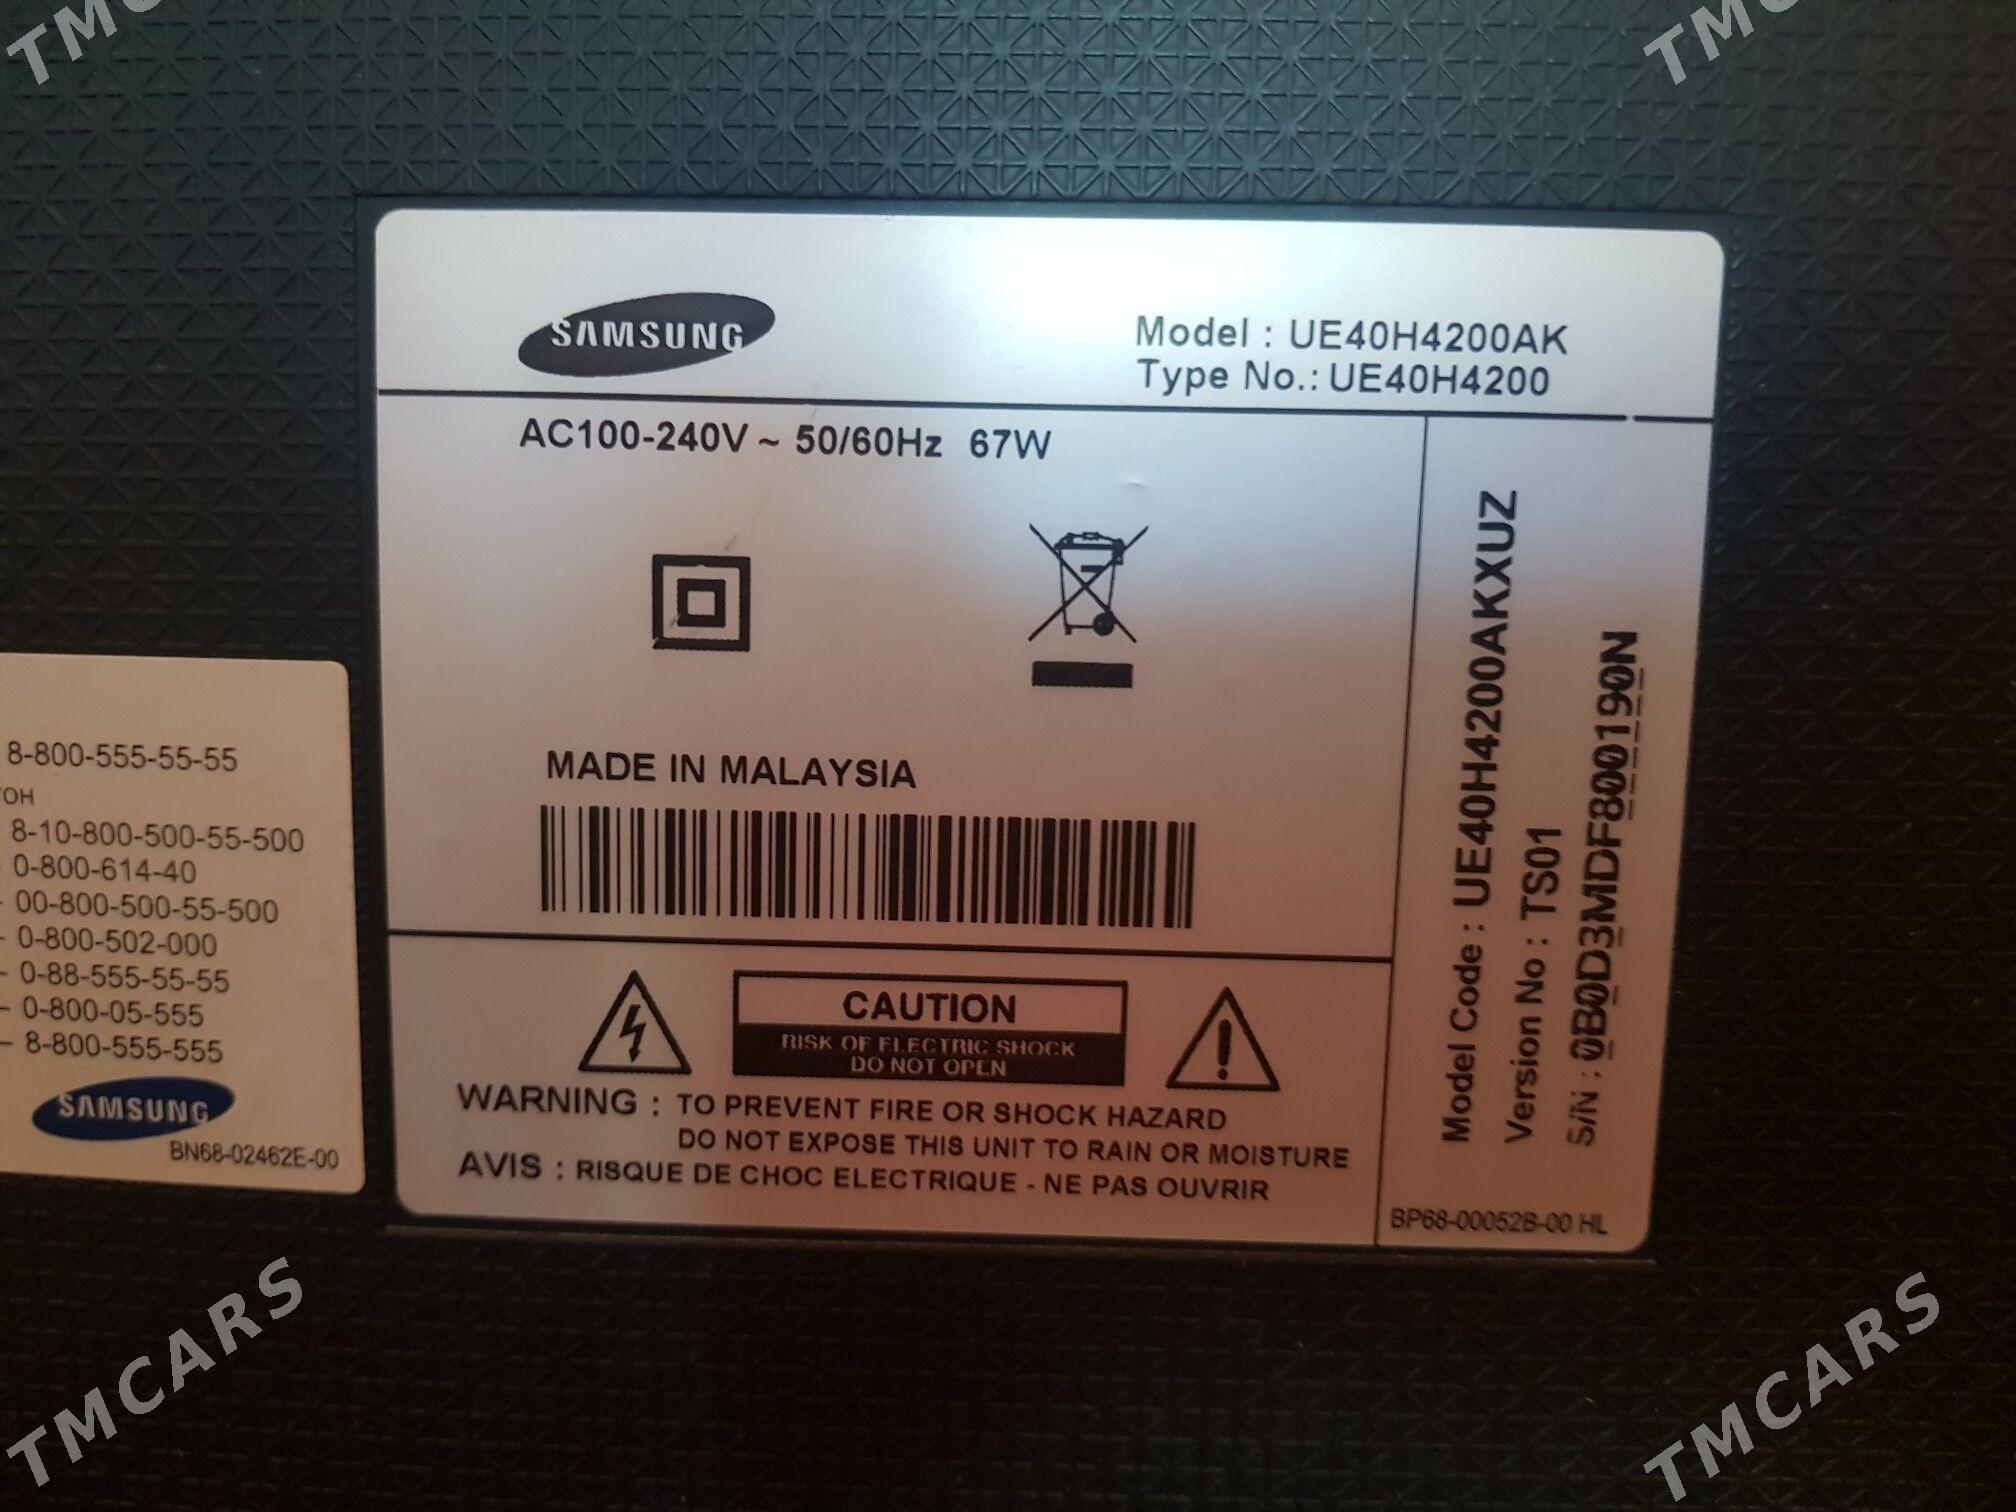 SAMSUNG
Model : UE40H4200AK
Type No.: UE40H4200
AC100-240V ~ 50/60Hz 67W
MADE IN MALAYSIA
CAUTION
RISK OF ELECTRIC SHOCK
DO NOT OPEN
WARNING : TO PREVENT FIRE OR SHOCK HAZARD
DO NOT EXPOSE THIS UNIT TO RAIN OR MOISTURE
AVIS : RISQUE DE CHOC ELECTRIQUE - NE PAS OUVRIR
Model Code : UE40H4200AKXUZ
Version No : TS01
S/N : 0B0D3MDF800190N
BP68-00052B-00 HL
8-800-555-55-55
8-10-800-500-55-500
- 0-800-614-40
- 00-800-500-55-500
- 0-800-502-000
- 0-88-555-55-55
- 0-800-05-555
- 8-800-555-555
SAMSUNG
BN68-02462E-00
TMCARS
TMCARS